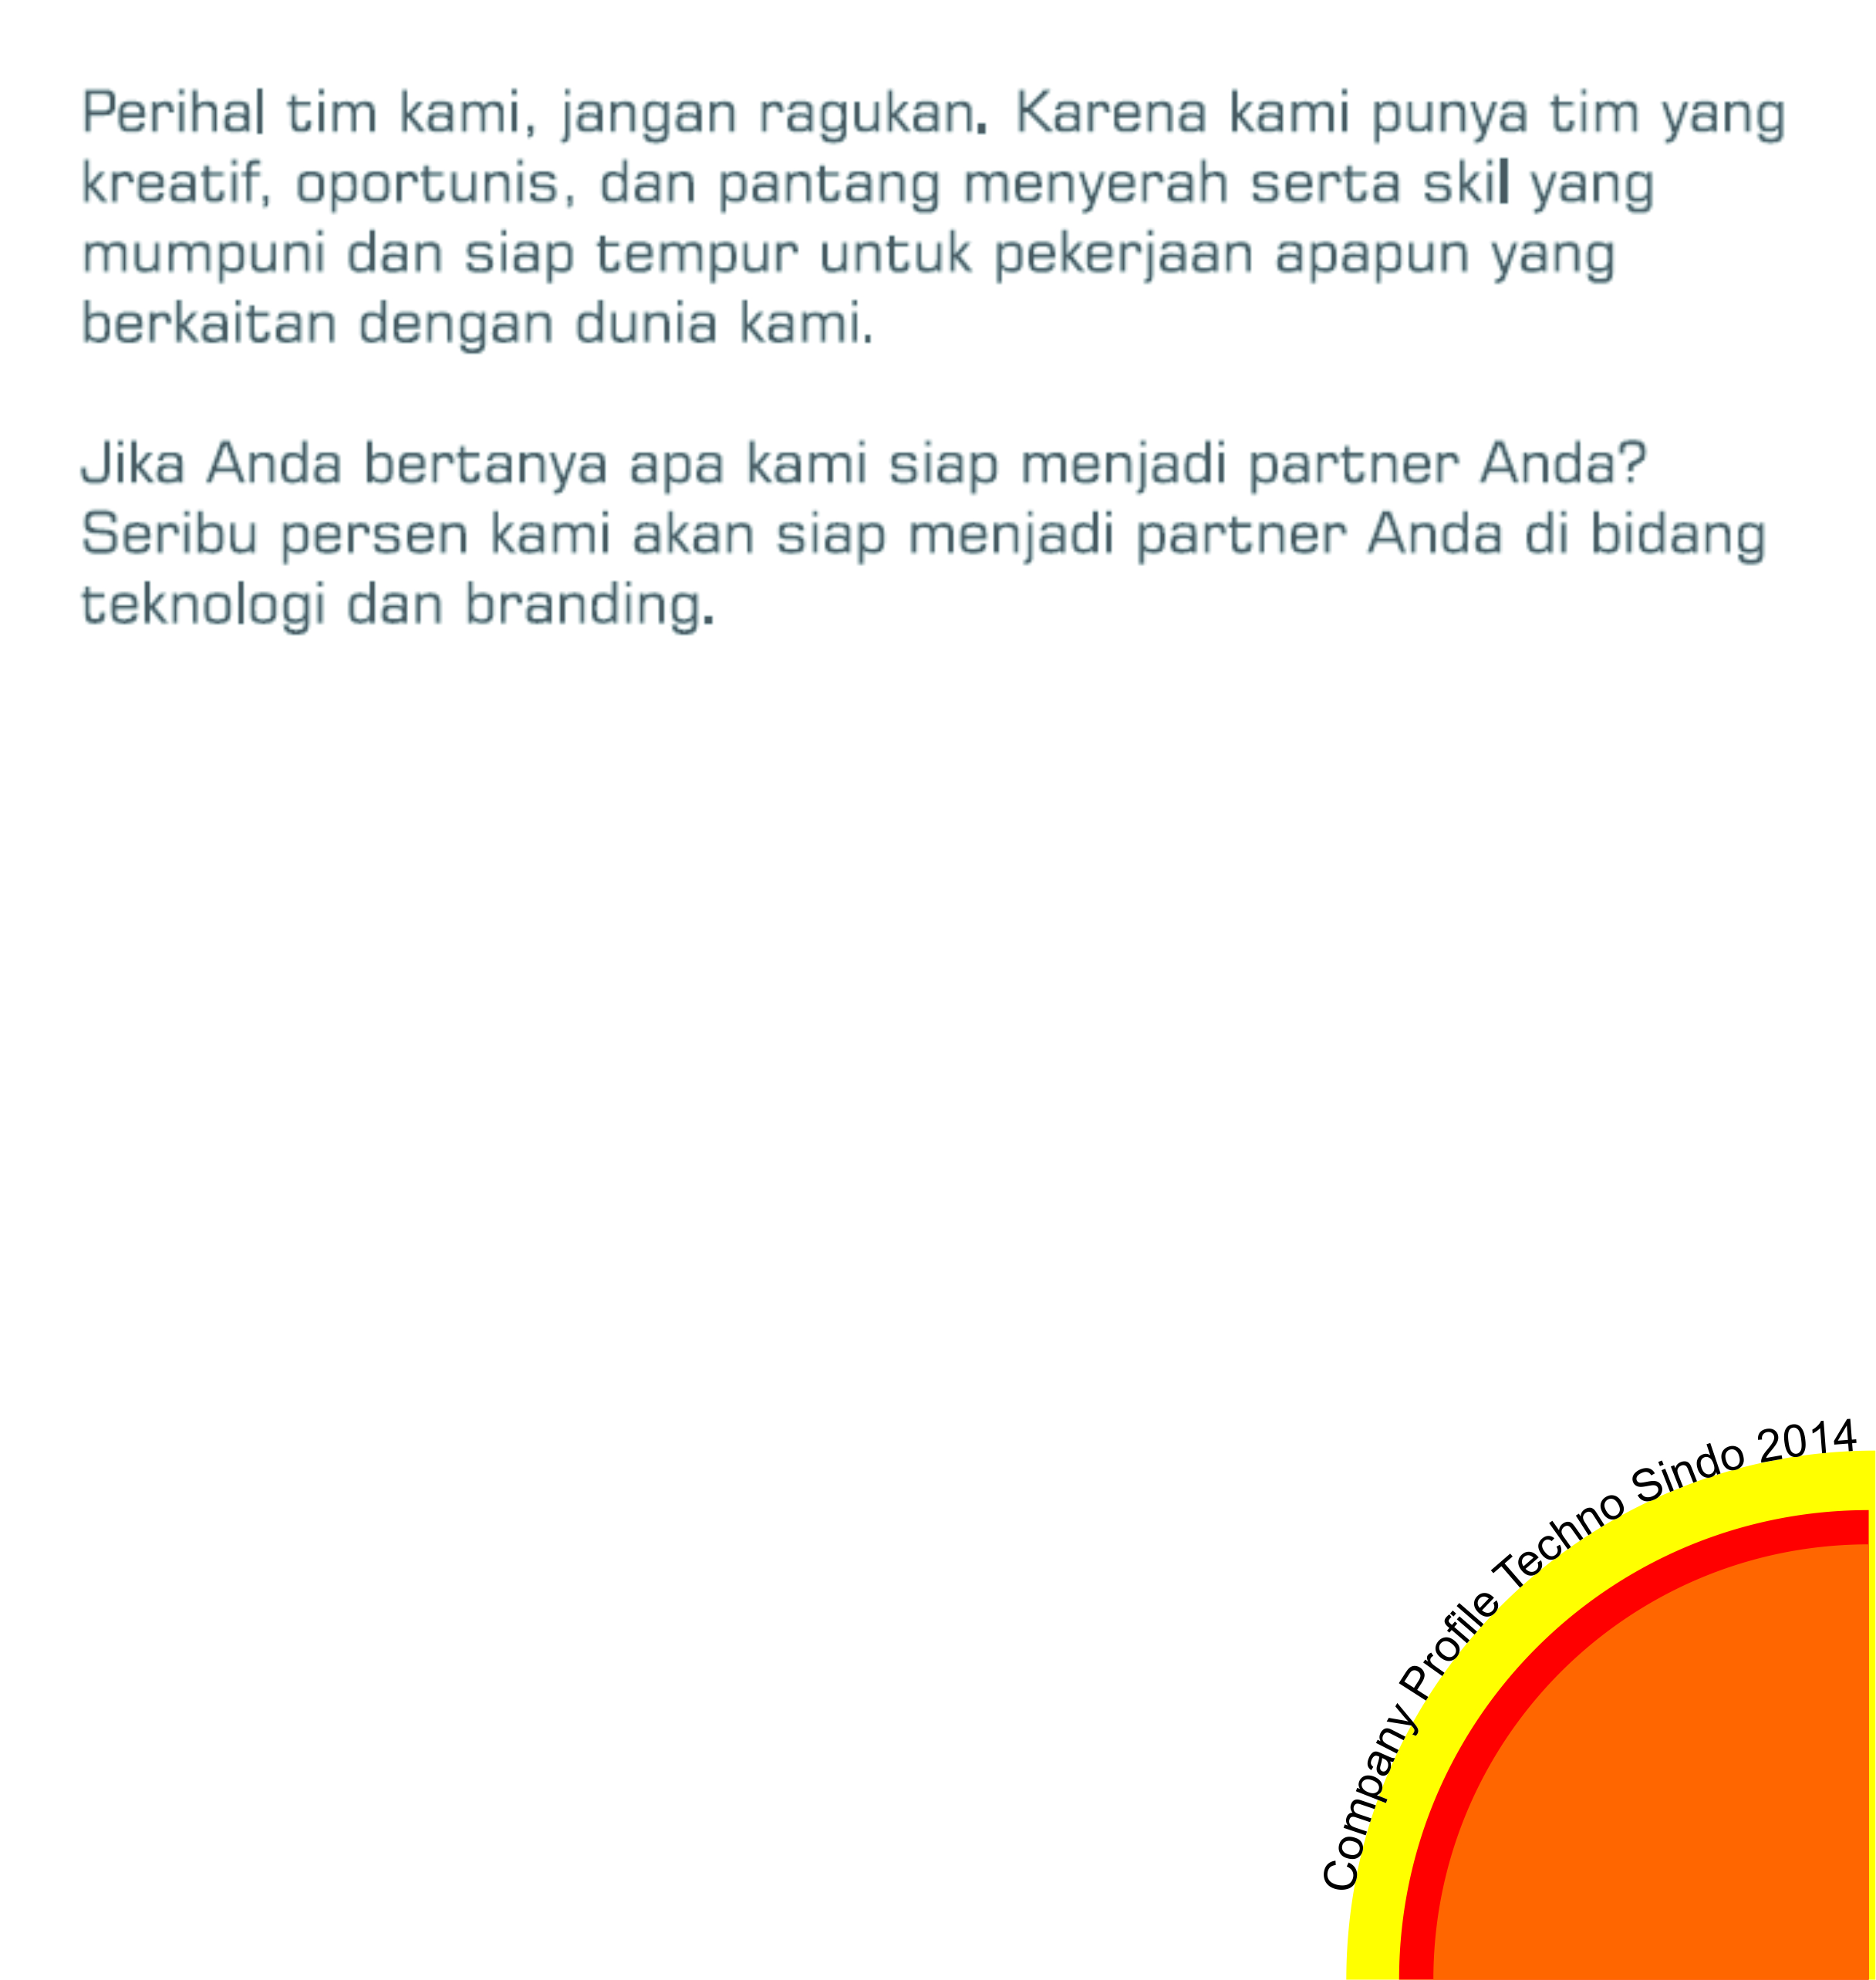 Perihal tim kami, jangan ragukan. Karena kami punya tim yang
kreatif, oportunis, dan pantang menyerah serta skil yang
mumpuni dan siap tempur untuk pekerjaan apapun yang
berkaitan dengan dunia kami.
Jika Anda bertanya apa kami siap menjadi partner Anda?
Seribu persen kami akan siap menjadi partner Anda di bidang
teknologi dan branding.
Company Profile Techno Sindo 2014